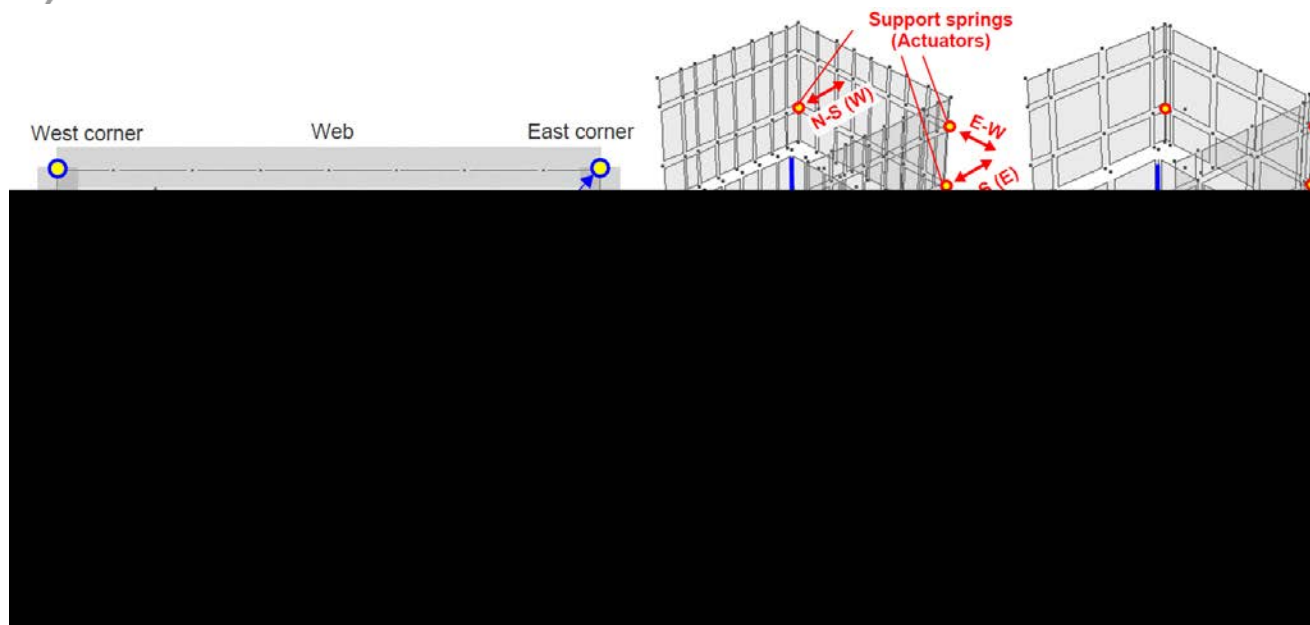 West corner
Web
East corner
Support springs
(Actuators)
N-S (W)
E-W
S (E)